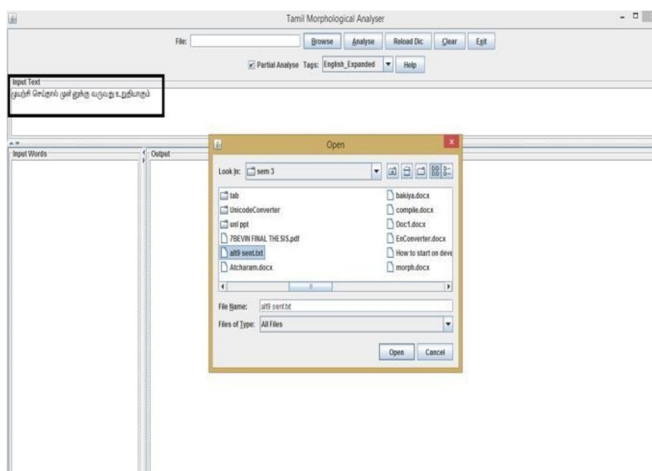 Tamil Morphological Analyser
File: Browse Analyse Reload Dic Clear Exit
Partial Analyse Tags: English_Expanded Help
Input Text
முயற்சி செய்தால் முன்னுக்கு வருவது உறுதியாகும்
Input Words Output
Open
Look In: sem 3
tab
UnicodeConverter
unl ppt
7BEVIN FINAL THESIS.pdf
alt9 sent.txt
Atcharam.docx
bakiya.docx
compile.docx
Doc1.docx
EnConverter.docx
How to start on deve
morph.docx
File Name: alt9 sent.txt
Files of Type: All Files
Open Cancel